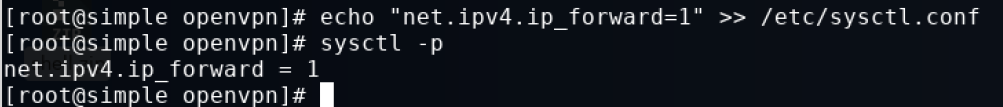 [root@simple openvpn]# echo "net.ipv4.ip_forward=1" >> /etc/sysctl.conf
[root@simple openvpn]# sysctl -p
net.ipv4.ip_forward = 1
[root@simple openvpn]#